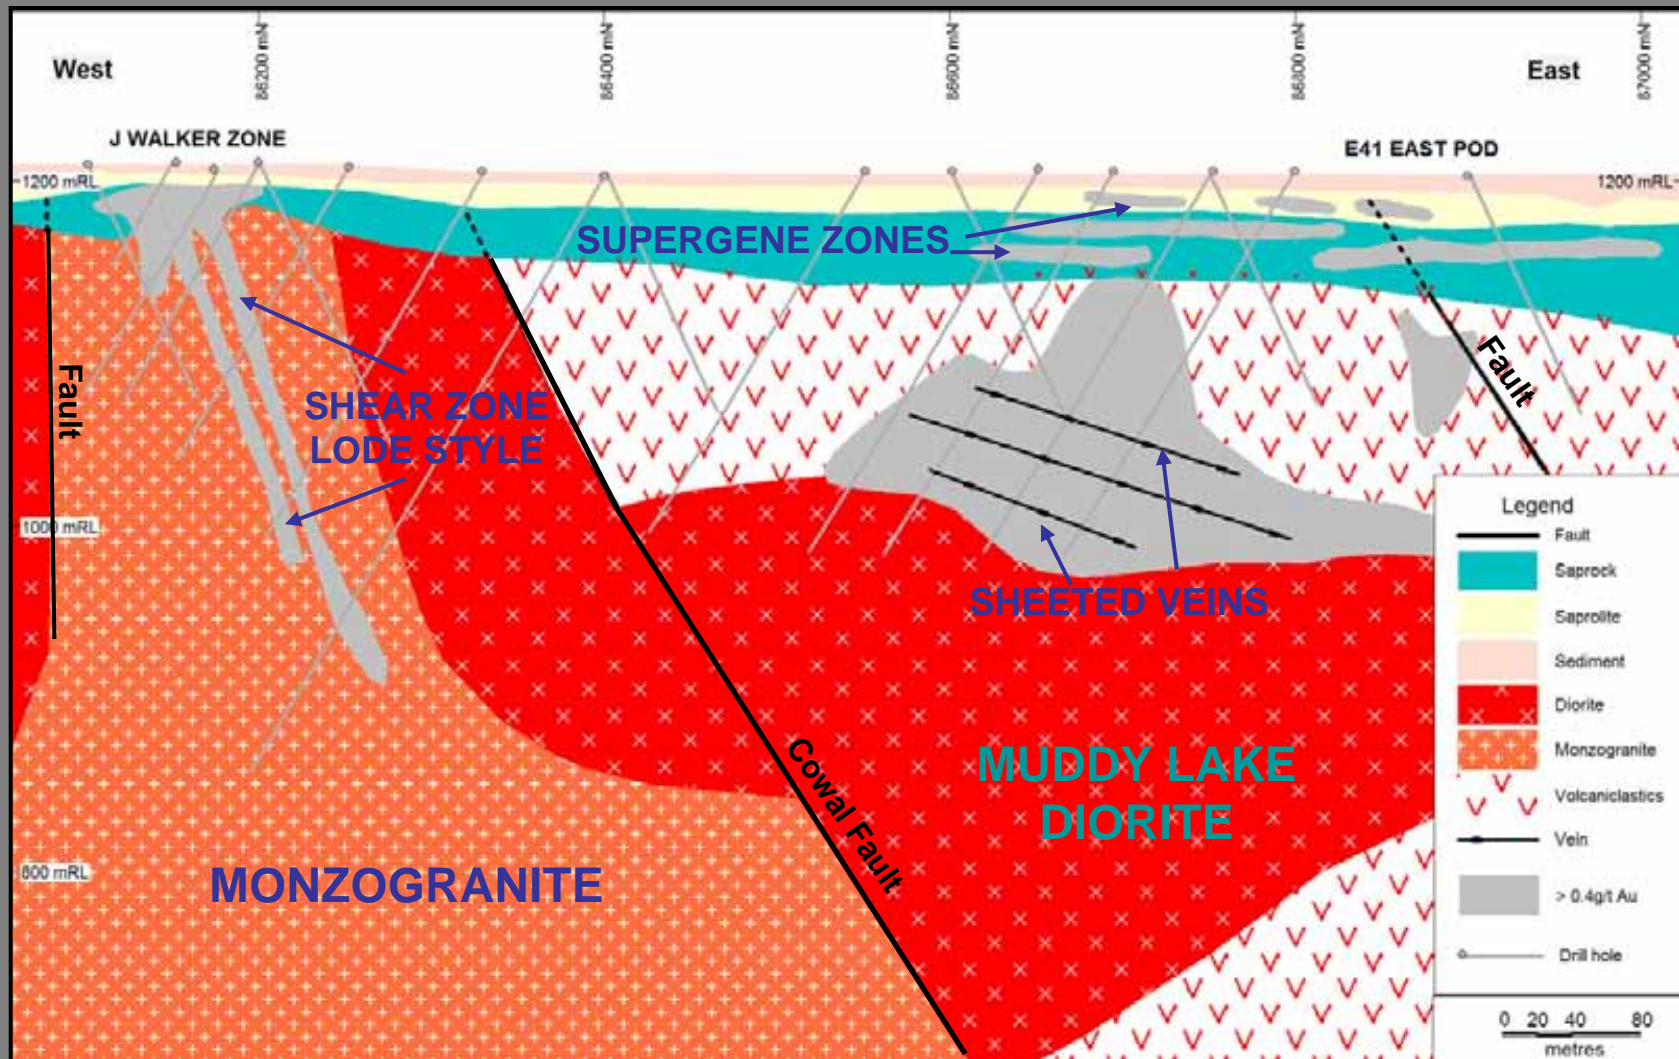 86200 mN
86400 mN
86600 mN
86800 mN
87000 mN
West
East
J WALKER ZONE
E41 EAST POD
1200 mRL
1200 mRL
SUPERGENE ZONES
Fault
SHEAR ZONE
LODE STYLE
Fault
1000 mRL
SHEETED VEINS
Cowal Fault
MUDDY LAKE
DIORITE
800 mRL
MONZOGRANITE
Legend
Fault
Saprock
Saprolite
Sediment
Diorite
Monzogranite
Volcaniclastics
Vein
> 0.4g/t Au
Drill hole
0 20 40 80
metres